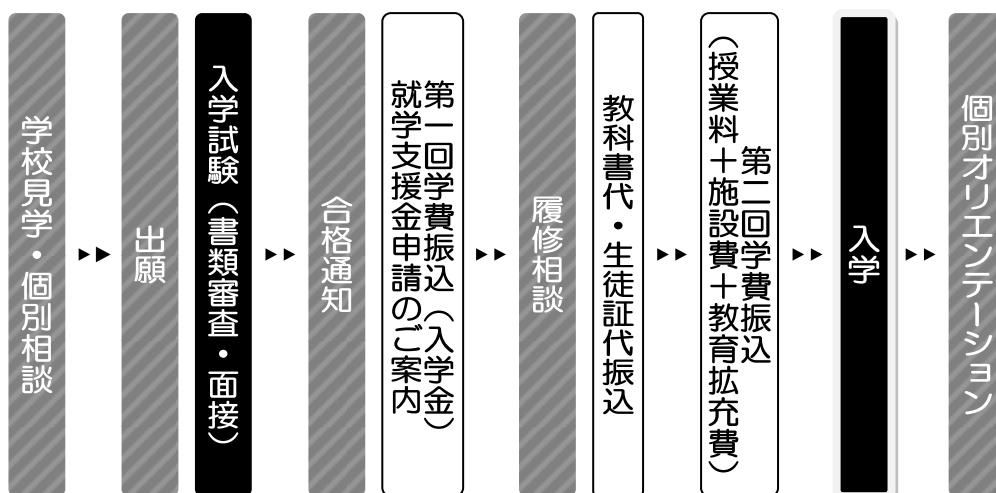 学校見学・個別相談
出願
入学試験（書類審査・面接）
合格通知
第一回学費振込（入学金）
就学支援金申請のご案内
履修相談
教科書代・生徒証代振込
第二回学費振込
（授業料＋施設費＋教育拡充費）
入学
個別オリエンテーション